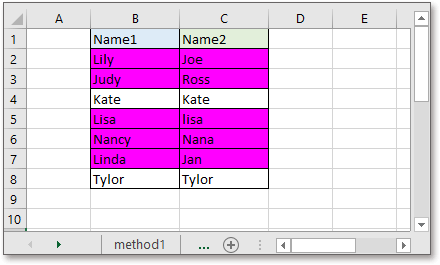 A B C D E
1 Name1 Name2
2 Lily Joe
3 Judy Ross
4 Kate Kate
5 Lisa lisa
6 Nancy Nana
7 Linda Jan
8 Tylor Tylor
9
10
method1 ...